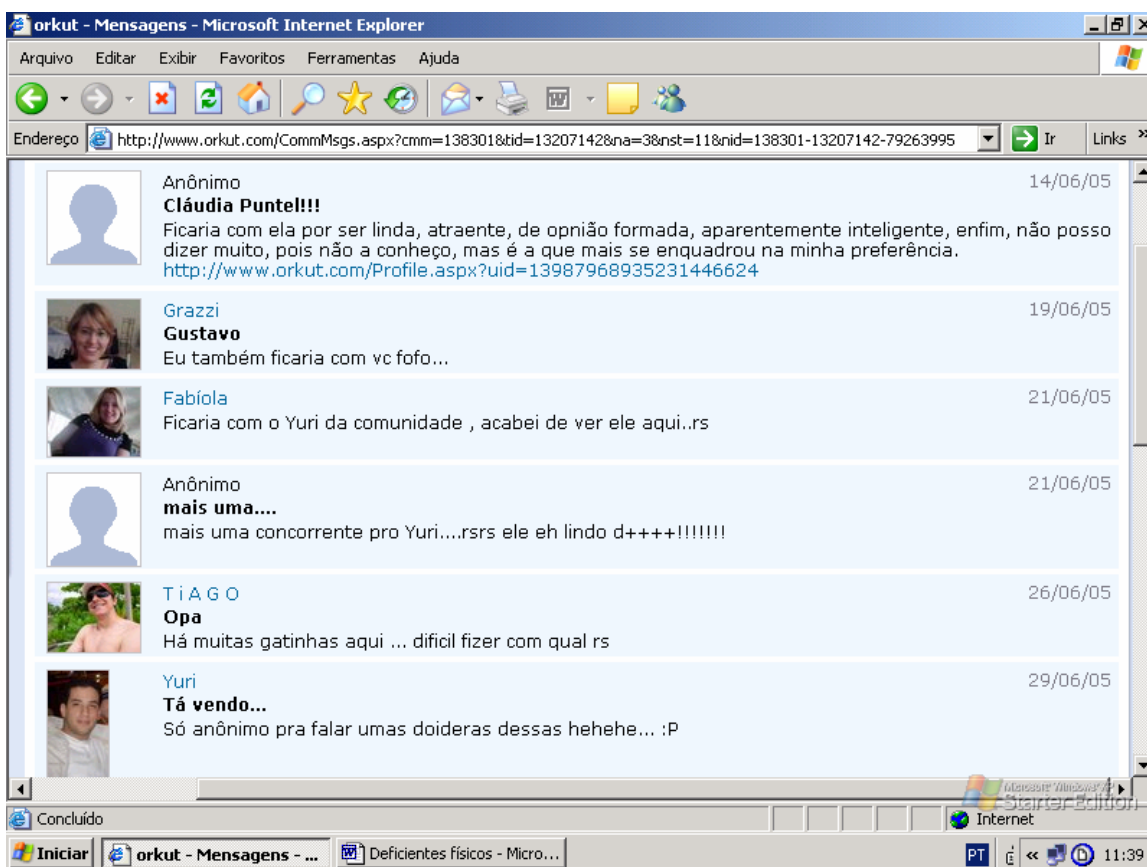 orkut - Mensagens - Microsoft Internet Explorer
Arquivo Editar Exibir Favoritos Ferramentas Ajuda
Endereço http://www.orkut.com/CommMsgs.aspx?cmm=138301&tid=13207142&na=3&nst=11&nid=138301-13207142-79263995 Ir Links »
Anônimo 14/06/05
Cláudia Puntel!!!
Ficaria com ela por ser linda, atraente, de opnião formada, aparentemente inteligente, enfim, não posso
dizer muito, pois não a conheço, mas é a que mais se enquadrou na minha preferência.
http://www.orkut.com/Profile.aspx?uid=13987968935231446624
Grazzi 19/06/05
Gustavo
Eu também ficaria com vc fofo...
Fabíola 21/06/05
Ficaria com o Yuri da comunidade , acabei de ver ele aqui..rs
Anônimo 21/06/05
mais uma....
mais uma concorrente pro Yuri....rsrs ele eh lindo d++++!!!!!!!
T i A G O 26/06/05
Opa
Há muitas gatinhas aqui ... dificil fizer com qual rs
Yuri 29/06/05
Tá vendo...
Só anônimo pra falar umas doideras dessas hehehe... :P
Microsoft Windows XP
Starter Edition
Concluído Internet
Iniciar orkut - Mensagens - ... Deficientes físicos - Micro... PT « 11:39